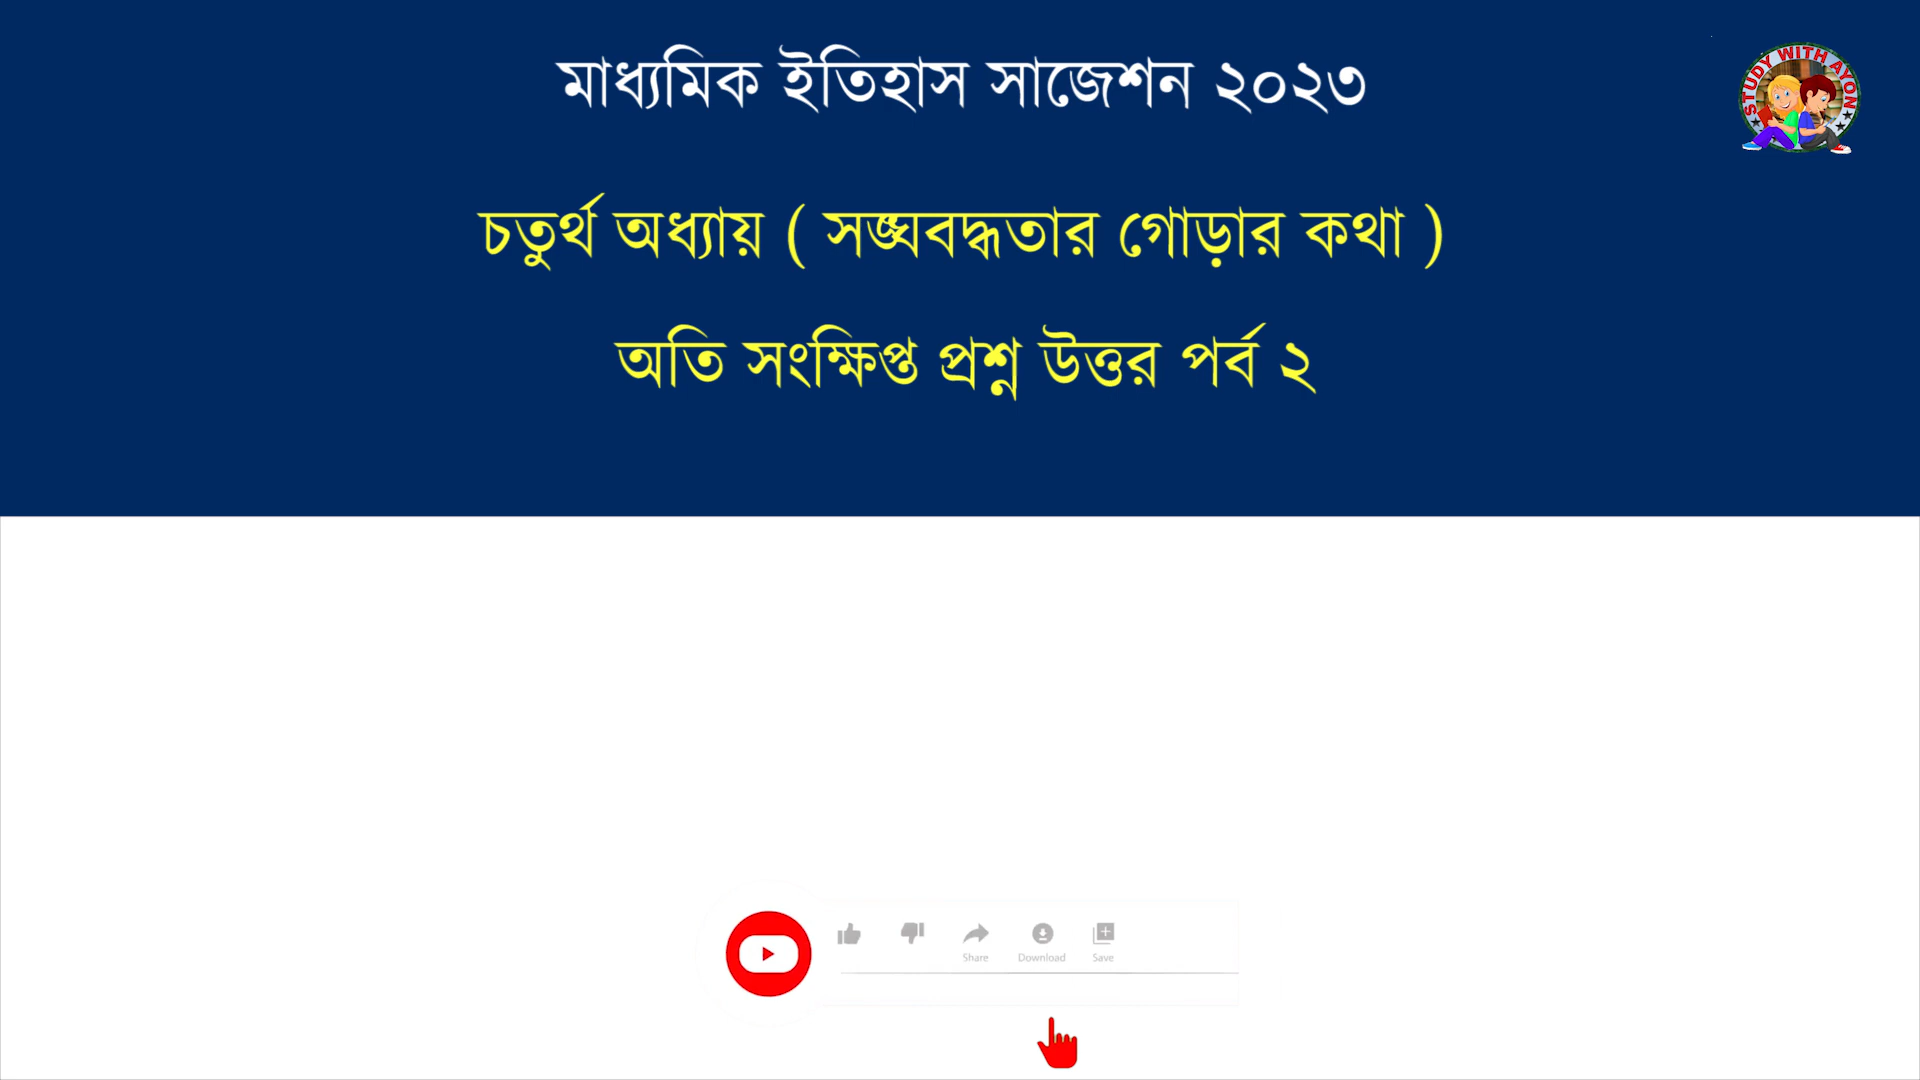 মাধ্যমিক ইতিহাস সাজেশন ২০২৩
STUDY WITH AYON
চতুর্থ অধ্যায় ( সঙ্ঘবদ্ধতার গোড়ার কথা )
অতি সংক্ষিপ্ত প্রশ্ন উত্তর পর্ব ২
Share Download Save